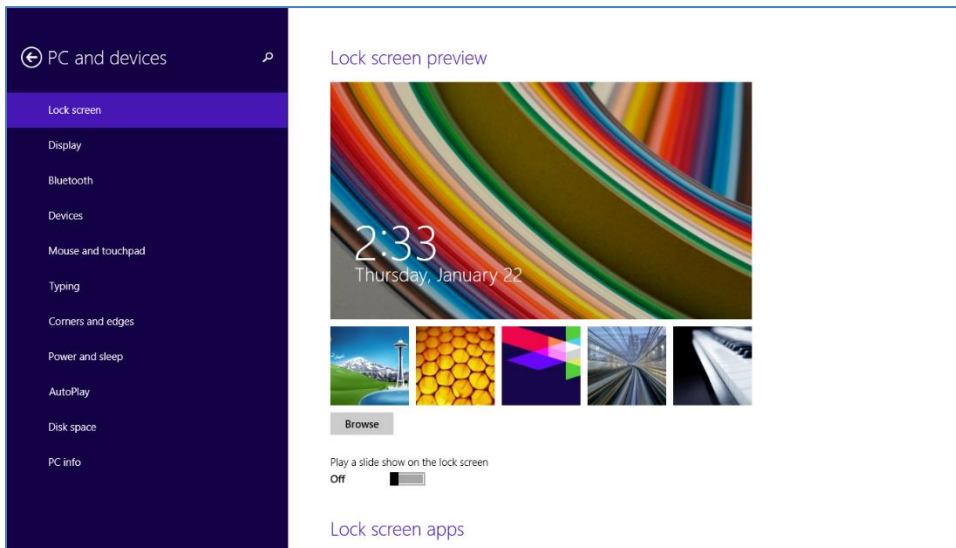 PC and devices
Lock screen
Display
Bluetooth
Devices
Mouse and touchpad
Typing
Corners and edges
Power and sleep
AutoPlay
Disk space
PC info
Lock screen preview
2:33
Thursday, January 22
Browse
Play a slide show on the lock screen
Off
Lock screen apps